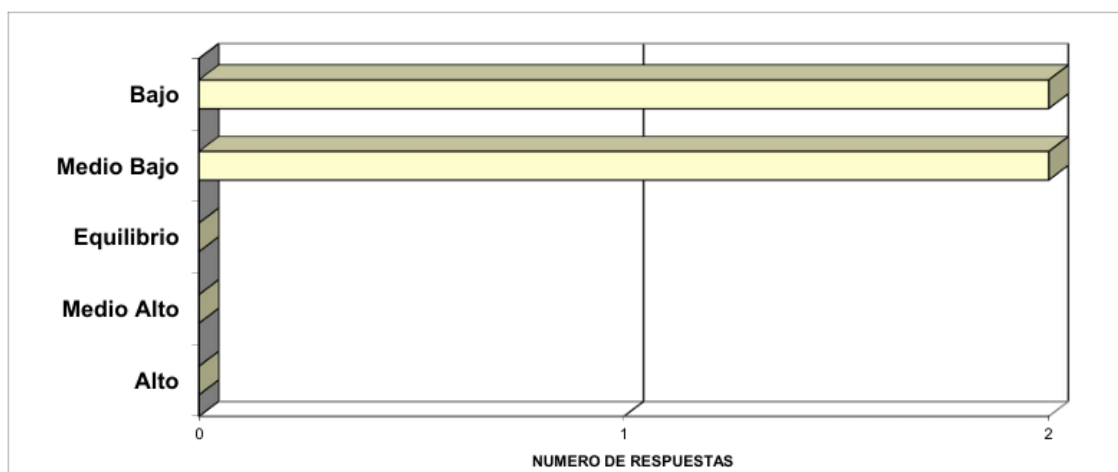 Bajo
Medio Bajo
Equilibrio
Medio Alto
Alto
0 1 2
NUMERO DE RESPUESTAS